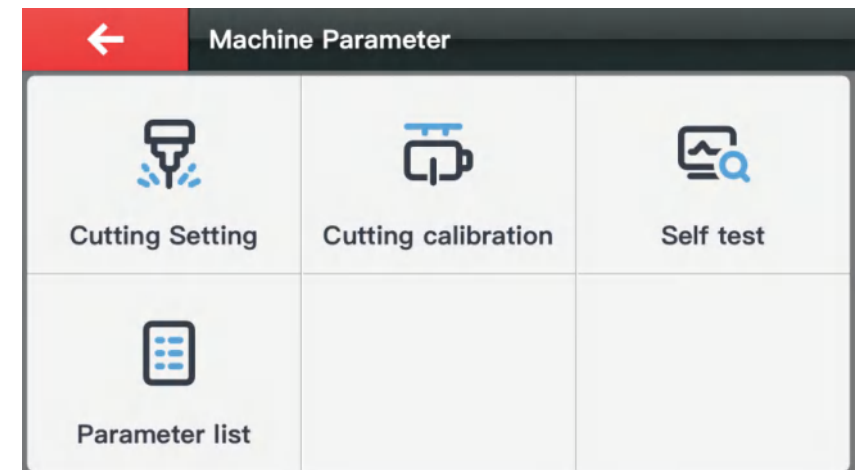 Machine Parameter
Cutting Setting
Cutting calibration
Self test
Parameter list